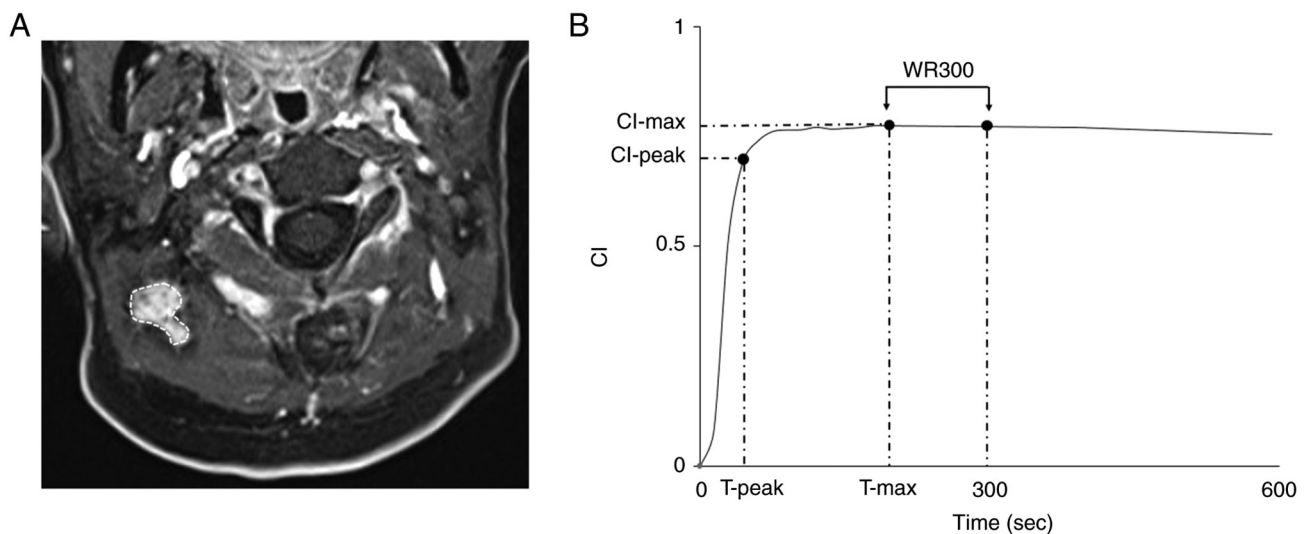 A
B
1
WR300
CI-max
CI-peak
0.5
CI
0
0 T-peak T-max 300 600
Time (sec)